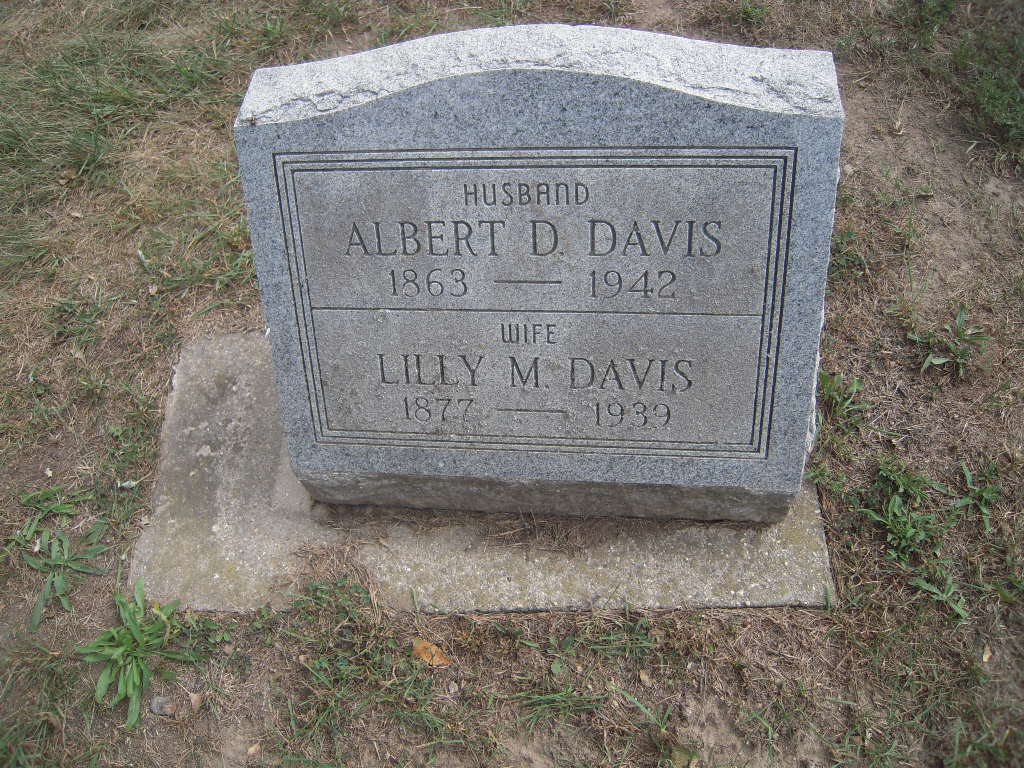 HUSBAND
ALBERT D. DAVIS
1863 — 1942
WIFE
LILLY M. DAVIS
1877 — 1939